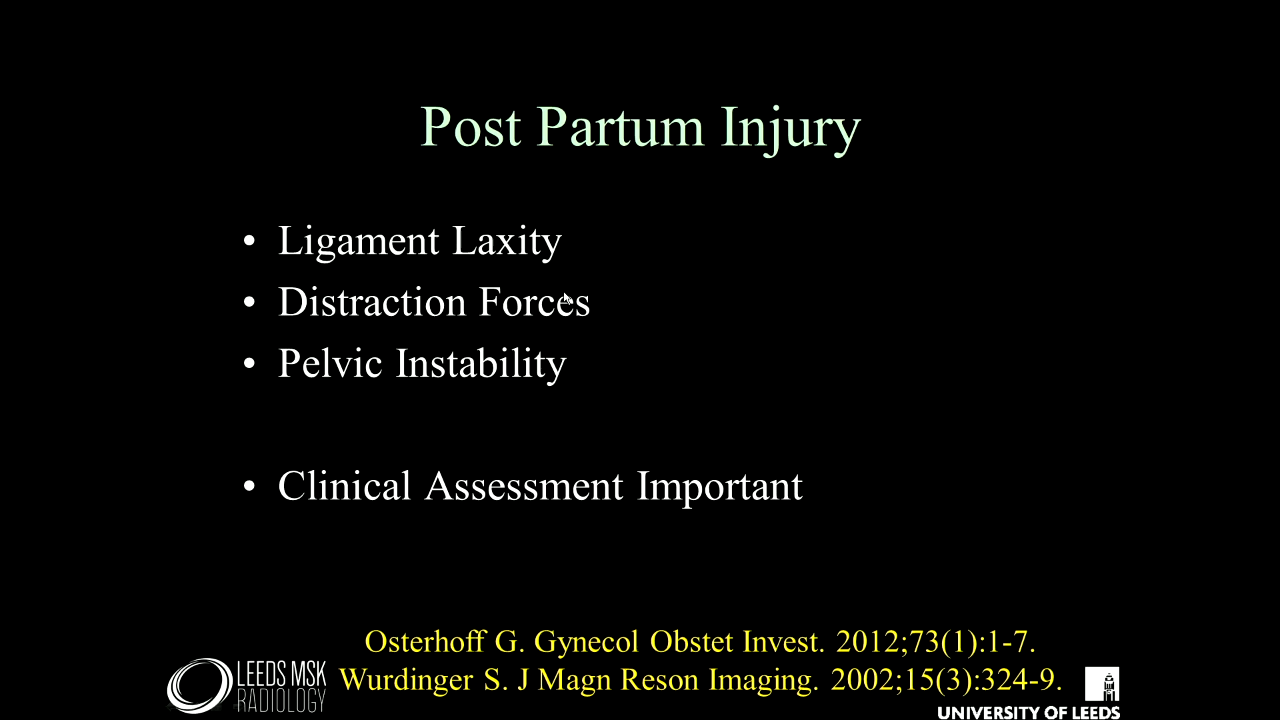 Post Partum Injury
• Ligament Laxity
• Distraction Forces
• Pelvic Instability
• Clinical Assessment Important
Osterhoff G. Gynecol Obstet Invest. 2012;73(1):1-7.
Wurdinger S. J Magn Reson Imaging. 2002;15(3):324-9.
LEEDS MSK
RADIOLOGY
UNIVERSITY OF LEEDS